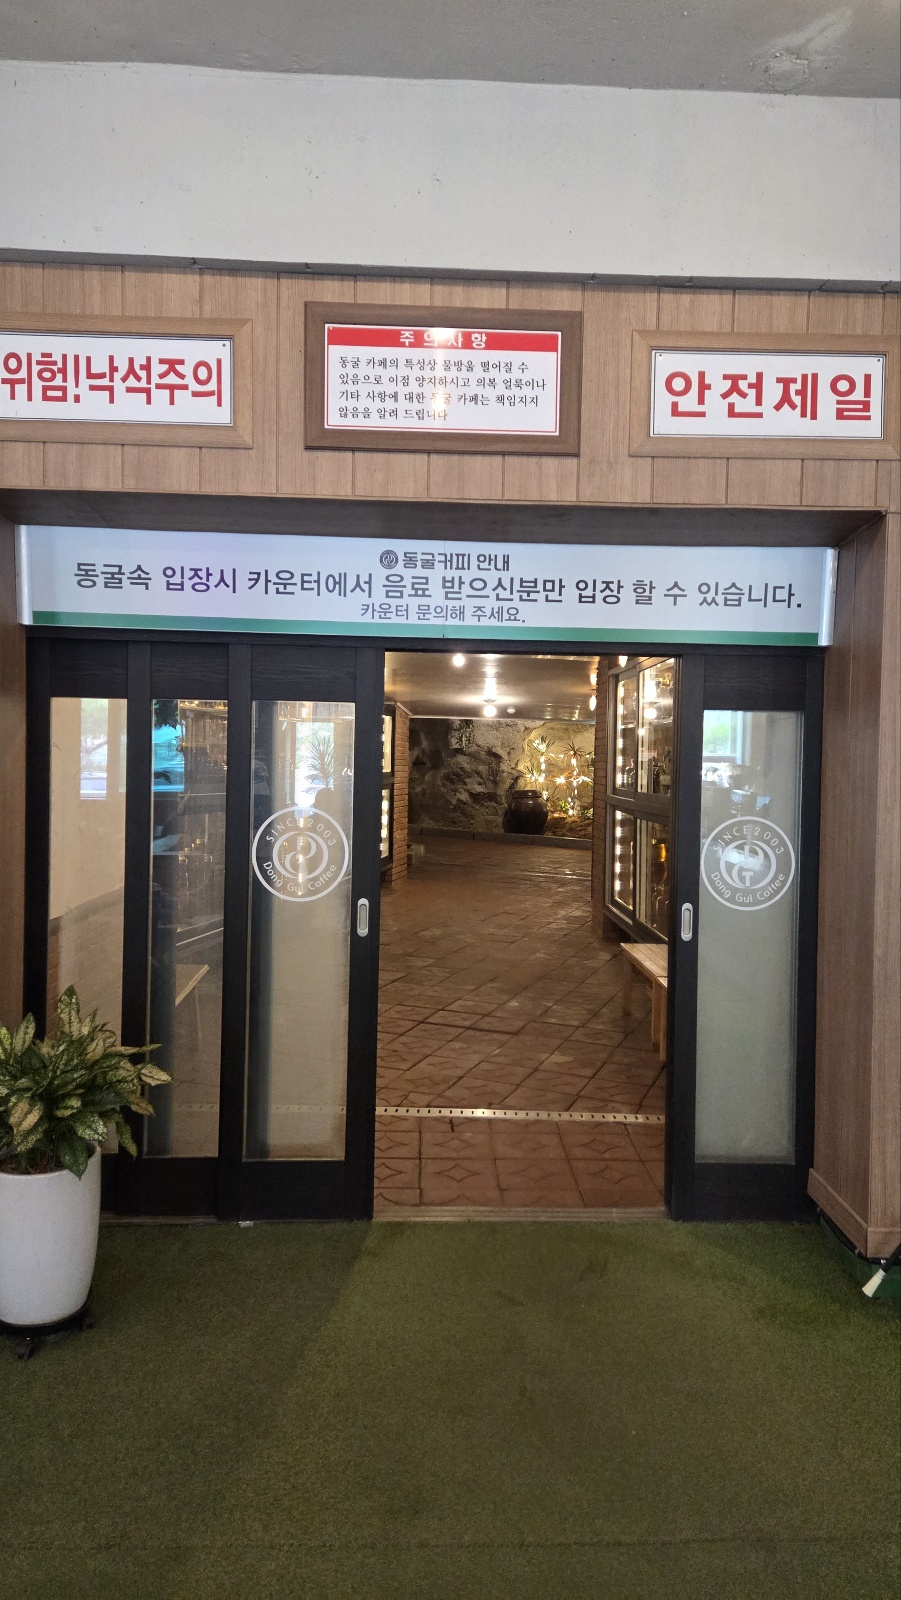 위험!낙석주의
주의사항
동굴 카페의 특성상 물방울 떨어질 수
있음으로 이점 양지하시고 의복 얼룩이나
기타 사항에 대한 동굴 카페는 책임지지
않음을 알려 드립니다
안전제일
동굴커피 안내
동굴속 입장시 카운터에서 음료 받으신분만 입장 할 수 있습니다.
카운터 문의해 주세요.
SINCE 2003
Dong Gul Coffee
SINCE 2003
Dong Gul Coffee